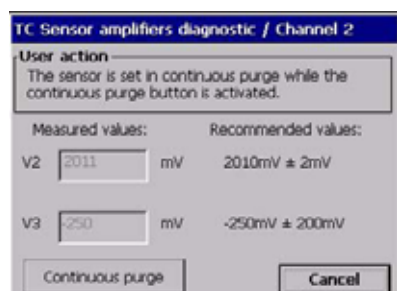 TC Sensor amplifiers diagnostic / Channel 2
User action
The sensor is set in continuous purge while the
continuous purge button is activated.
Measured values: Recommended values:
V2 2011 mV 2010mV ± 2mV
V3 -250 mV -250mV ± 200mV
Continuous purge Cancel